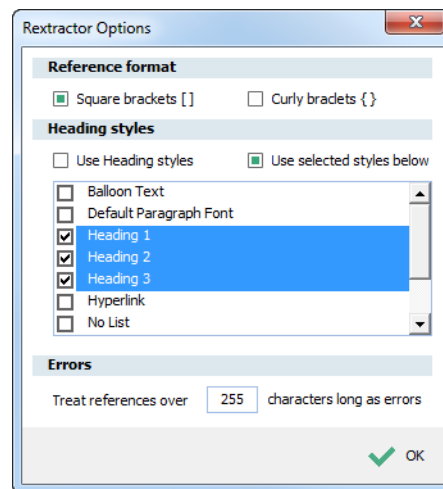 Rextractor Options
Reference format
Square brackets [ ]
Curly braclets { }
Heading styles
Use Heading styles
Use selected styles below
Balloon Text
Default Paragraph Font
Heading 1
Heading 2
Heading 3
Hyperlink
No List
Errors
Treat references over 255 characters long as errors
OK